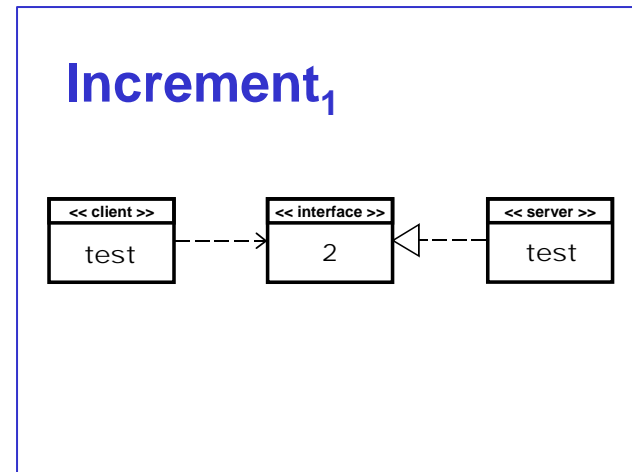 Increment₁
<< client >>
test
<< interface >>
2
<< server >>
test